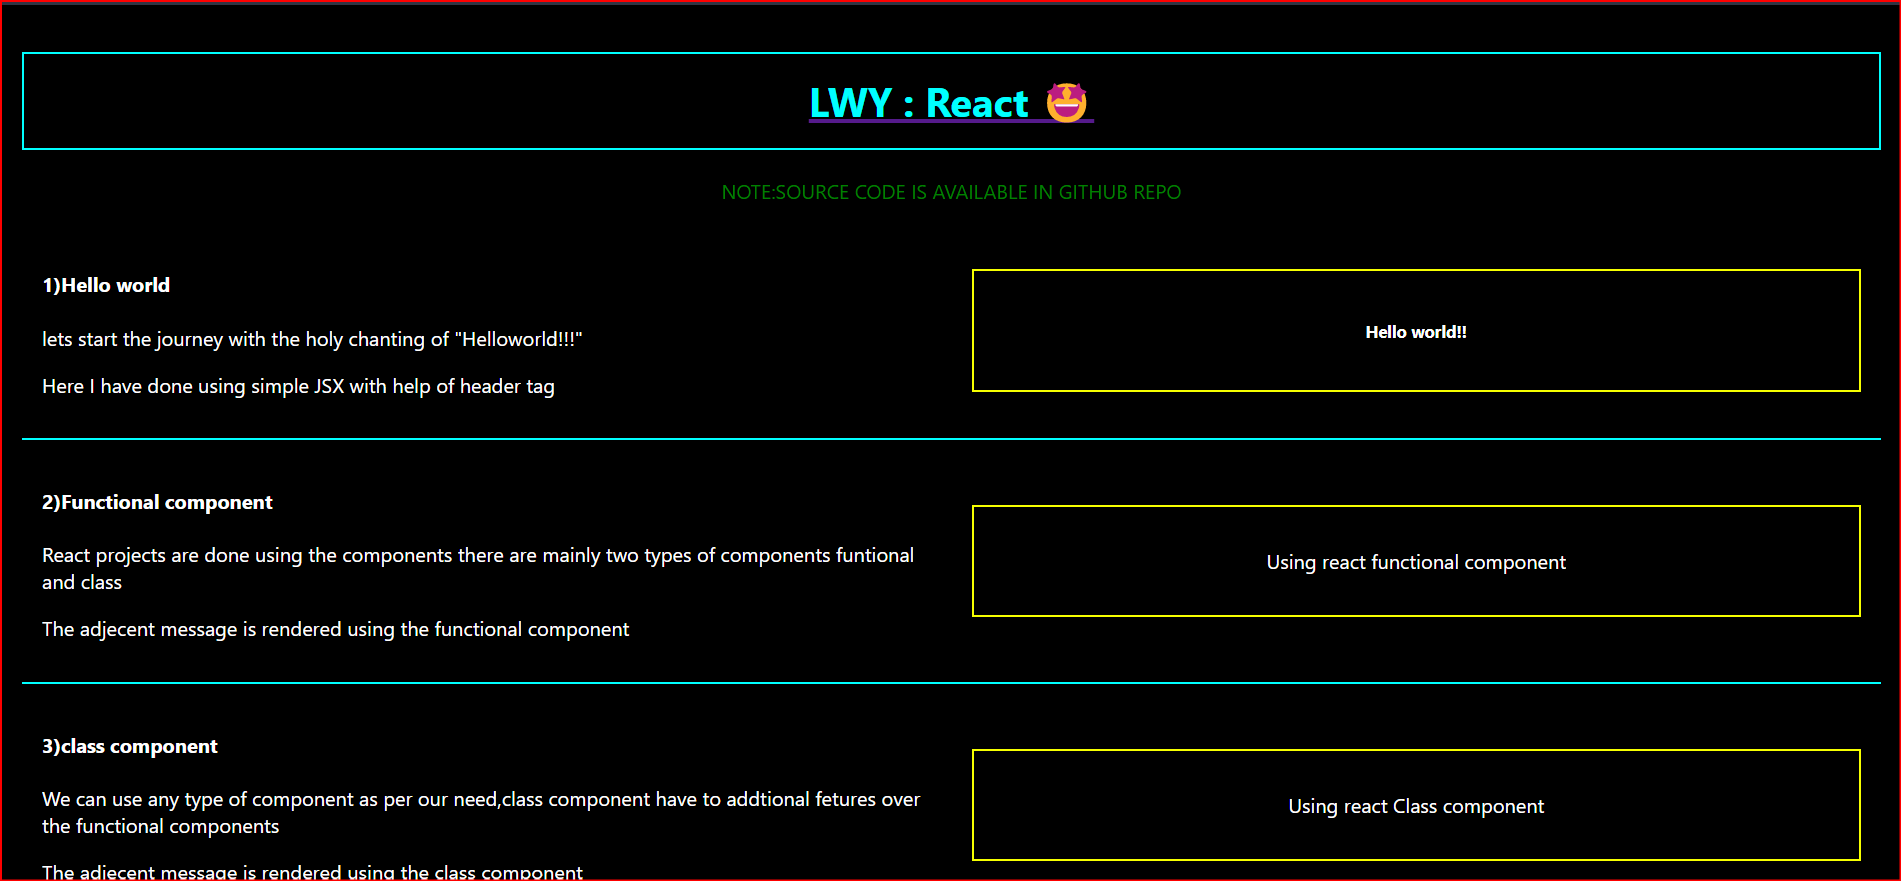 LWY : React 🤩
NOTE:SOURCE CODE IS AVAILABLE IN GITHUB REPO
1)Hello world
lets start the journey with the holy chanting of "Helloworld!!!"
Here I have done using simple JSX with help of header tag
Hello world!!
2)Functional component
React projects are done using the components there are mainly two types of components funtional
and class
The adjecent message is rendered using the functional component
Using react functional component
3)class component
We can use any type of component as per our need,class component have to addtional fetures over
the functional components
The adjecent message is rendered using the class component
Using react Class component